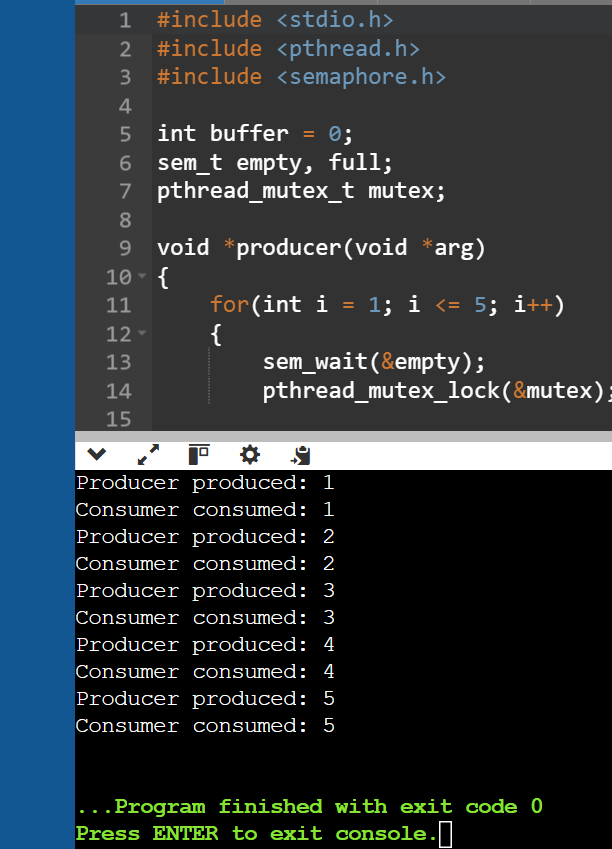 1 #include <stdio.h>
2 #include <pthread.h>
3 #include <semaphore.h>
4
5 int buffer = 0;
6 sem_t empty, full;
7 pthread_mutex_t mutex;
8
9 void *producer(void *arg)
10 {
11 for(int i = 1; i <= 5; i++)
12 {
13 sem_wait(&empty);
14 pthread_mutex_lock(&mutex);
15
Producer produced: 1
Consumer consumed: 1
Producer produced: 2
Consumer consumed: 2
Producer produced: 3
Consumer consumed: 3
Producer produced: 4
Consumer consumed: 4
Producer produced: 5
Consumer consumed: 5
...Program finished with exit code 0
Press ENTER to exit console.